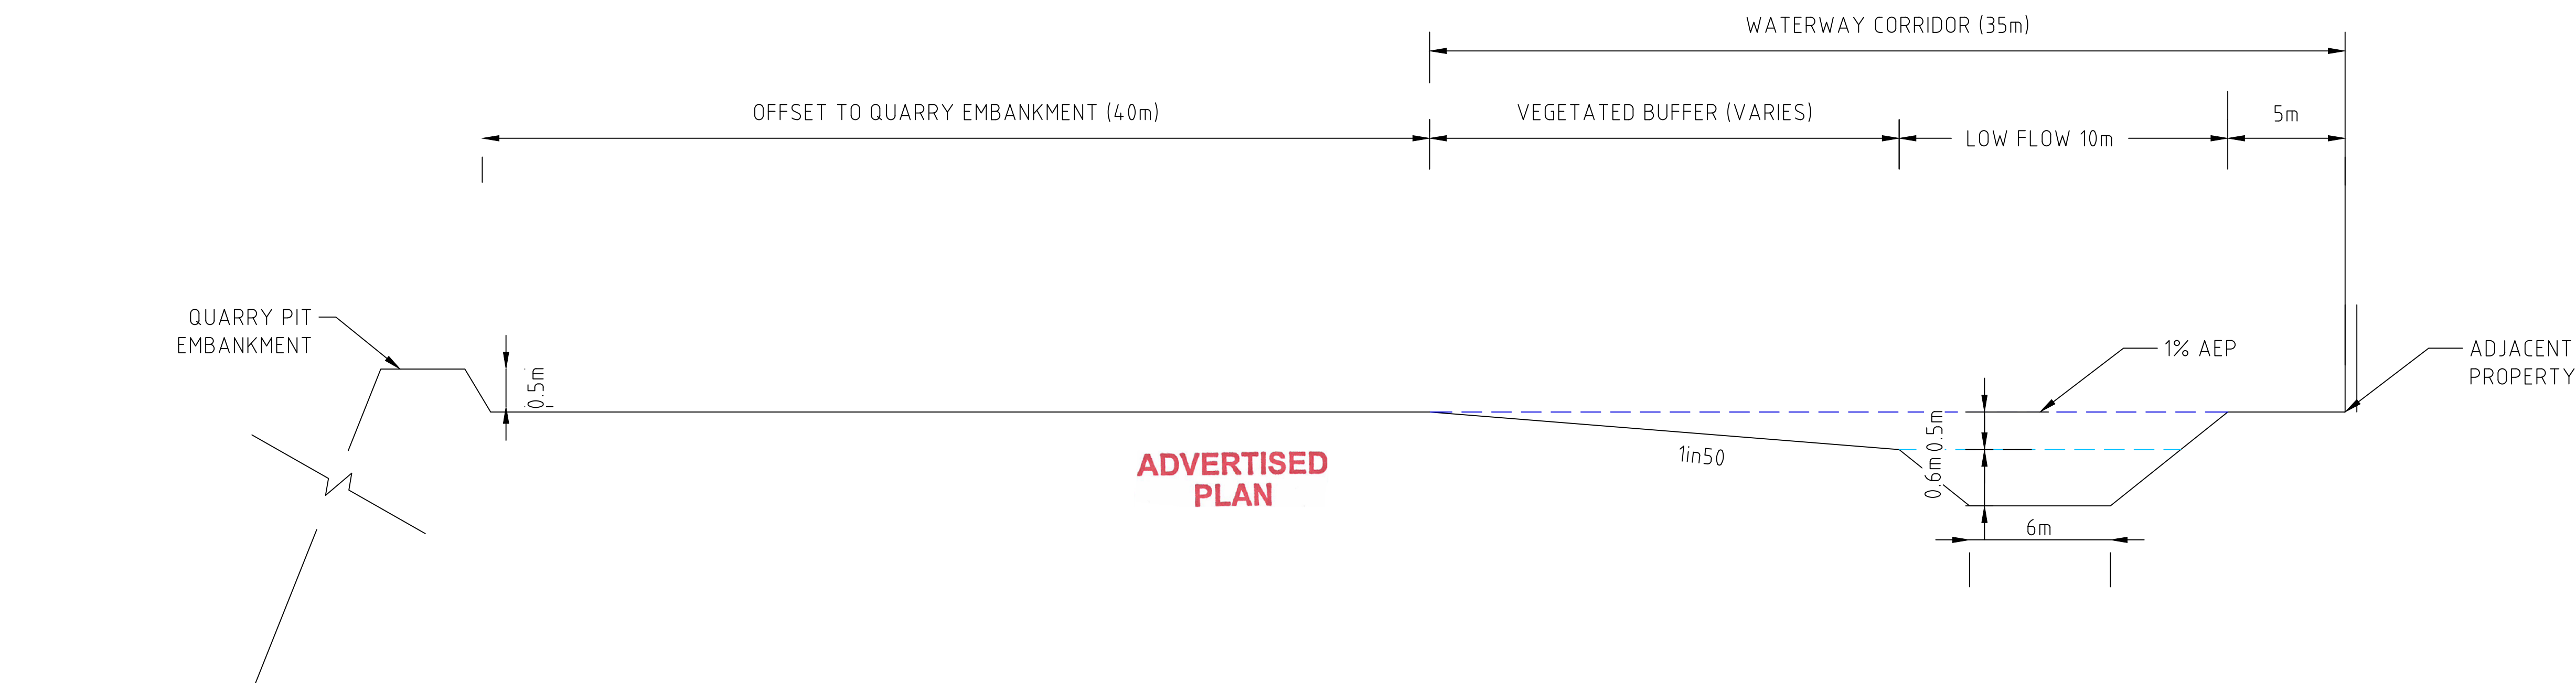 WATERWAY CORRIDOR (35m)
OFFSET TO QUARRY EMBANKMENT (40m)
VEGETATED BUFFER (VARIES)
LOW FLOW 10m
5m
QUARRY PIT
EMBANKMENT
0.5m
1% AEP
ADJACENT
PROPERTY
0.5m
0.6m
1in50
6m
ADVERTISED
PLAN